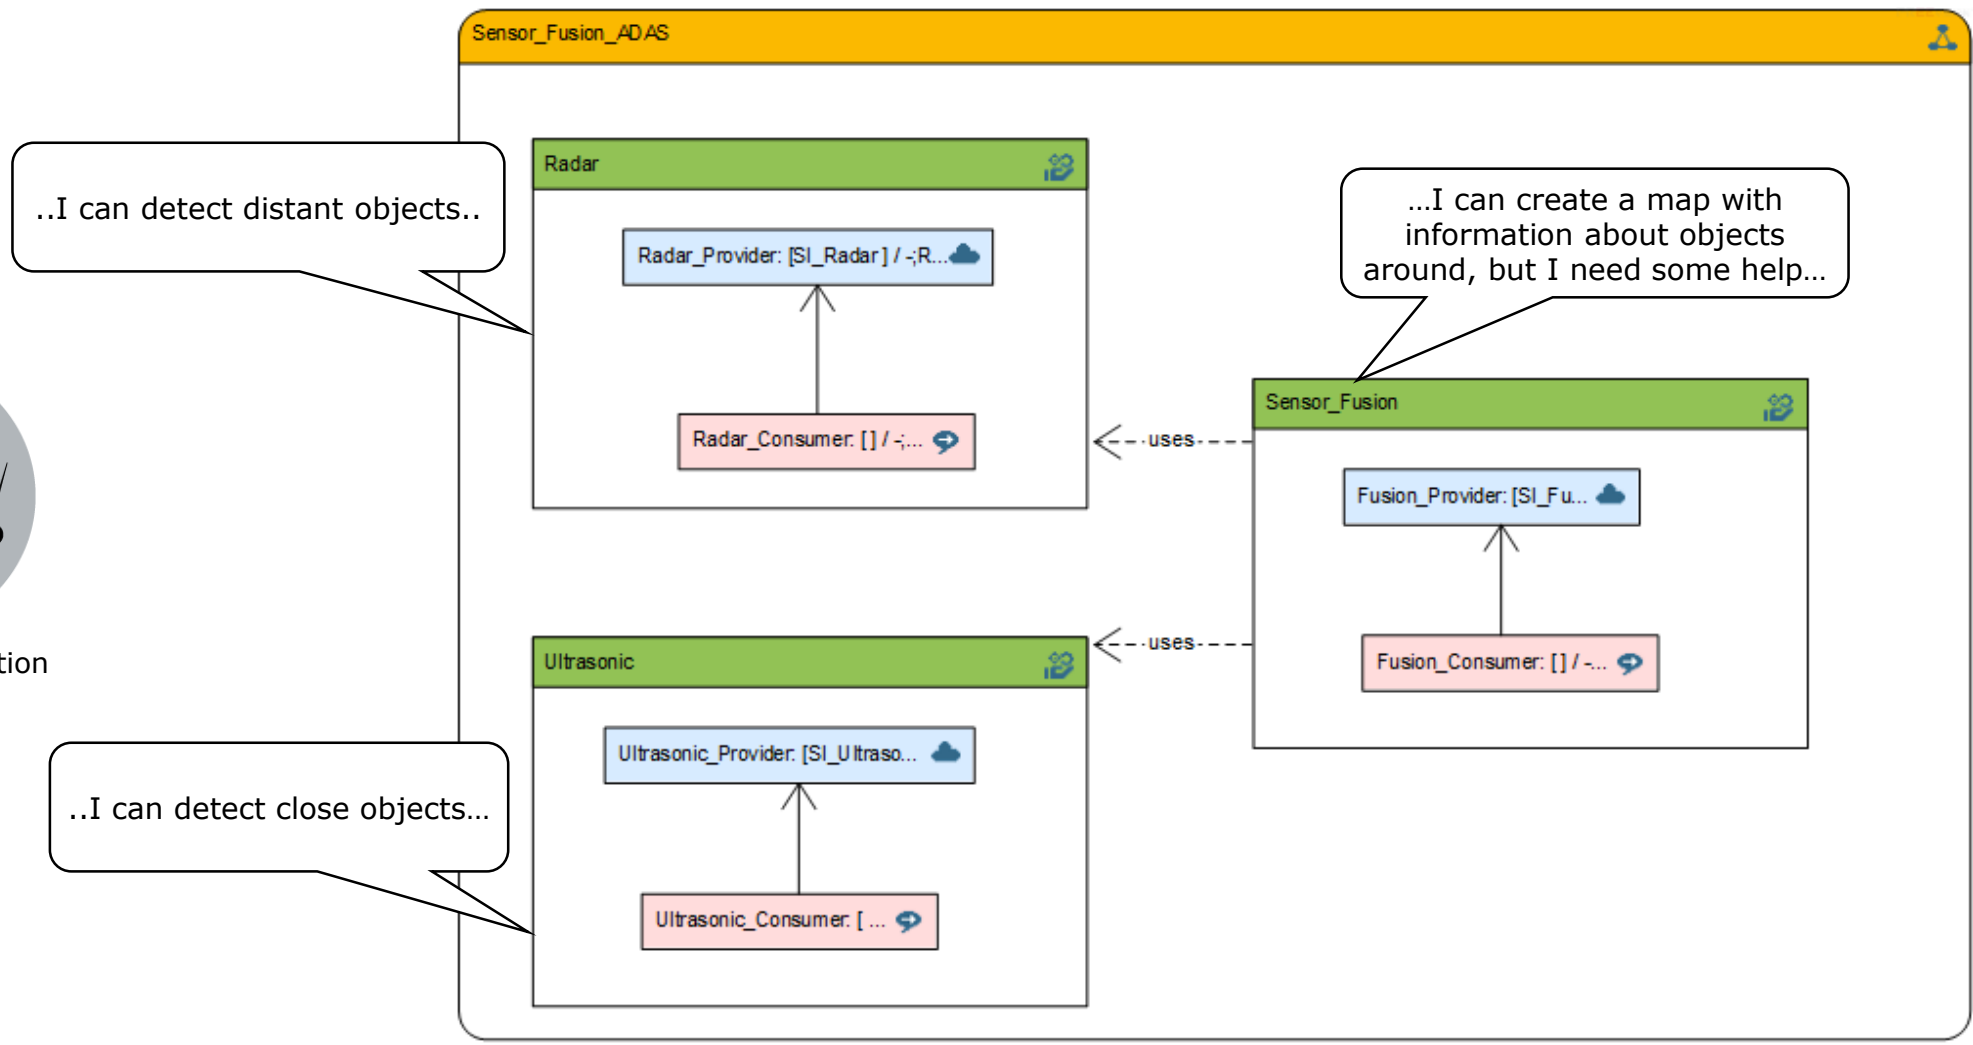 Sensor_Fusion_ADAS
Radar
..I can detect distant objects..
…I can create a map with
information about objects
around, but I need some help…
Radar_Provider: [SI_Radar] / -;R...
Radar_Consumer: [ ] / -;...
uses
Sensor_Fusion
Fusion_Provider: [SI_Fu...
uses
Fusion_Consumer: [ ] / -...
Ultrasonic
Ultrasonic_Provider: [SI_Ultraso...
..I can detect close objects…
Ultrasonic_Consumer: [ ...
tion